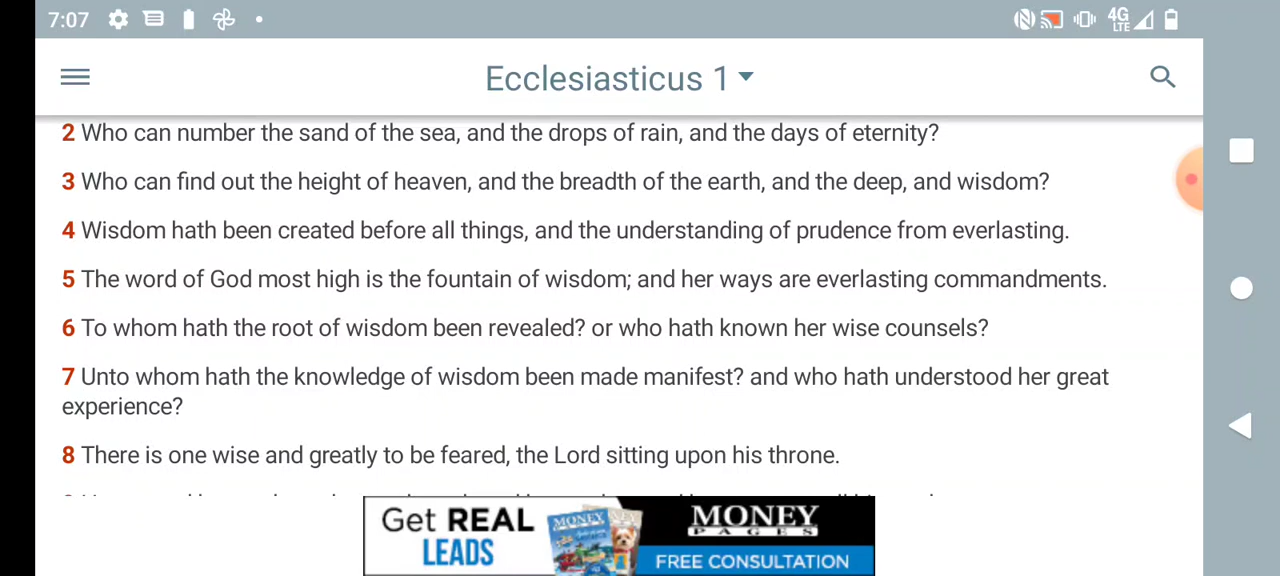 7:07
4G
LTE
Ecclesiasticus 1
2 Who can number the sand of the sea, and the drops of rain, and the days of eternity?
3 Who can find out the height of heaven, and the breadth of the earth, and the deep, and wisdom?
4 Wisdom hath been created before all things, and the understanding of prudence from everlasting.
5 The word of God most high is the fountain of wisdom; and her ways are everlasting commandments.
6 To whom hath the root of wisdom been revealed? or who hath known her wise counsels?
7 Unto whom hath the knowledge of wisdom been made manifest? and who hath understood her great
experience?
8 There is one wise and greatly to be feared, the Lord sitting upon his throne.
Get REAL
LEADS
MONEY
MONEY
PAGES
FREE CONSULTATION